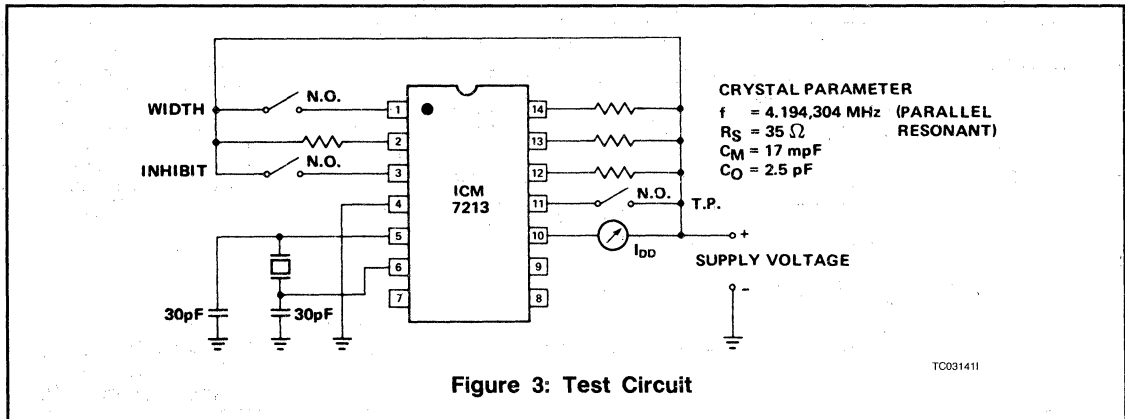 WIDTH
N.O.
1
14
2
13
INHIBIT
N.O.
3
12
ICM
7213
4
11
N.O.
T.P.
5
10
IDD
+
SUPPLY VOLTAGE
6
9
7
8
-
30pF
30pF
CRYSTAL PARAMETER
f = 4.194,304 MHz (PARALLEL
RS = 35 Ω RESONANT)
CM = 17 mpF
CO = 2.5 pF
TC03141I
Figure 3: Test Circuit